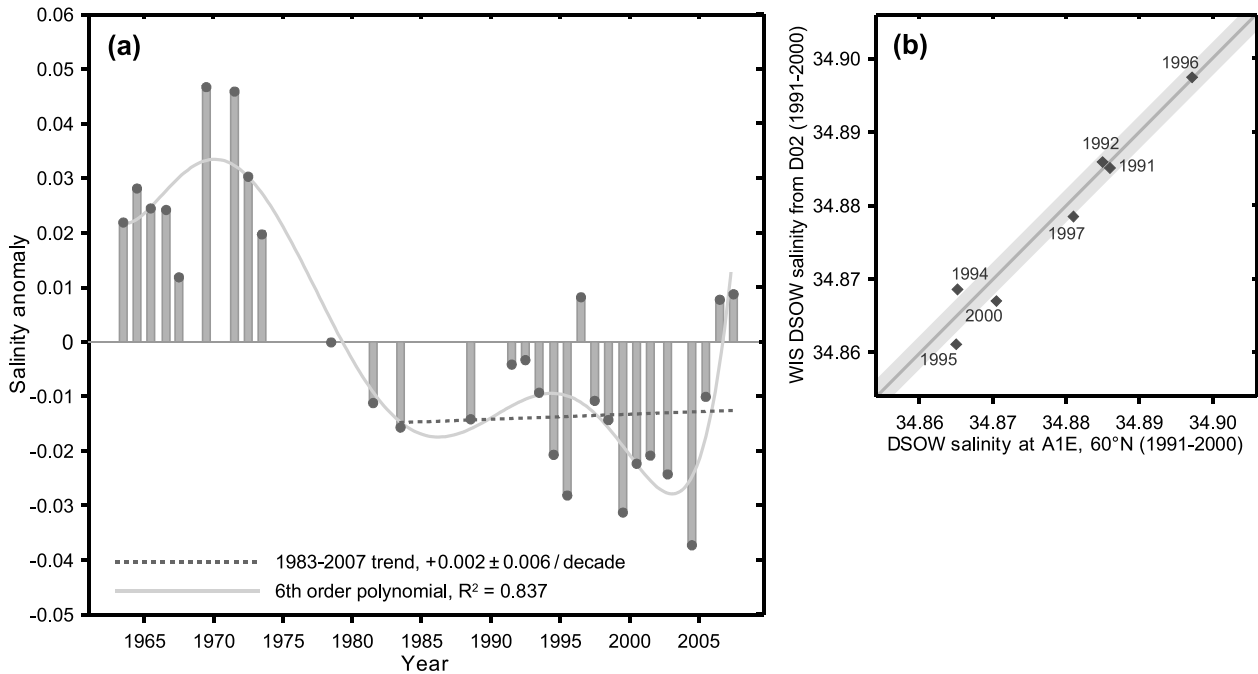 (a)
Salinity anomaly
0.06
0.05
0.04
0.03
0.02
0.01
0
-0.01
-0.02
-0.03
-0.04
-0.05
1983-2007 trend, +0.002 ± 0.006 / decade
6th order polynomial, R² = 0.837
1965 1970 1975 1980 1985 1990 1995 2000 2005
Year
(b)
WIS DSOW salinity from D02 (1991-2000)
34.90
34.89
34.88
34.87
34.86
1996
1992
1991
1997
1994
2000
1995
34.86 34.87 34.88 34.89 34.90
DSOW salinity at A1E, 60°N (1991-2000)